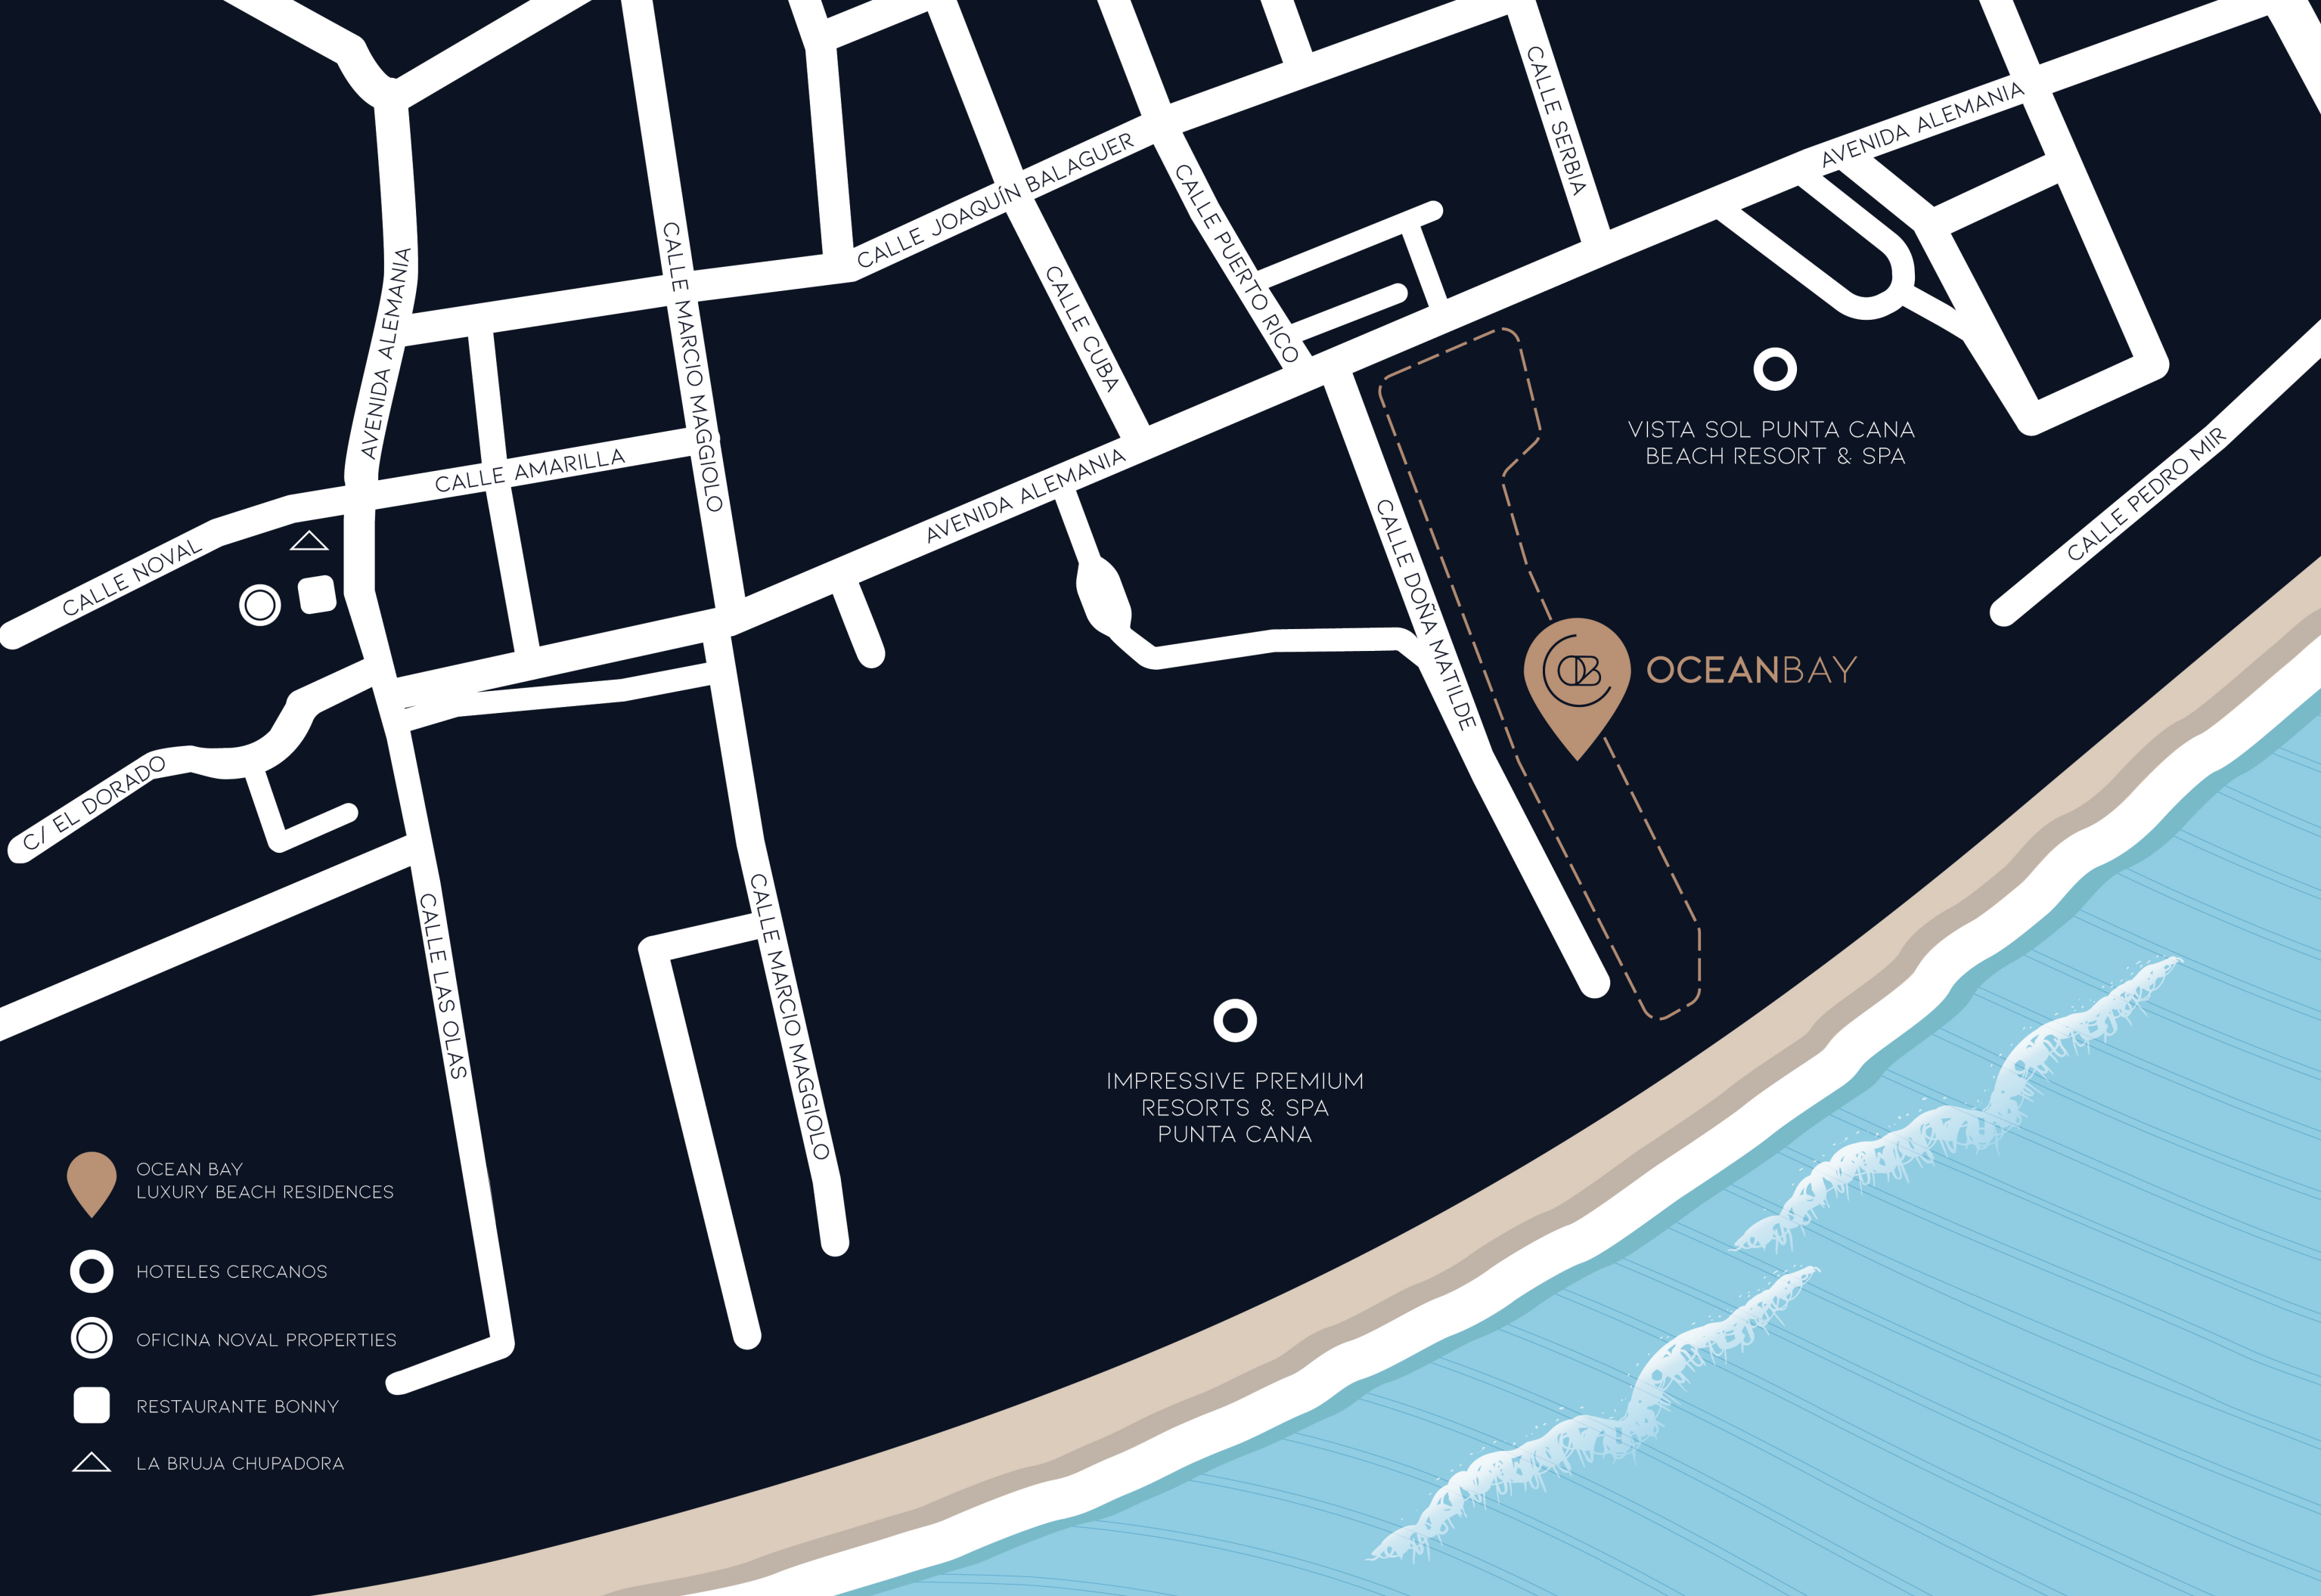 CALLE SERBIA
AVENIDA ALEMANIA
CALLE JOAQUÍN BALAGUER
CALLE PUERTO RICO
CALLE MARCIO MAGGIOLO
AVENIDA ALEMANIA
CALLE CUBA
CALLE AMARILLA
AVENIDA ALEMANIA
VISTA SOL PUNTA CANA
BEACH RESORT & SPA
CALLE PEDRO MIR
CALLE NOVAL
CALLE DOÑA MATILDE
OB
OCEANBAY
C/ EL DORADO
CALLE LAS OLAS
CALLE MARCIO MAGGIOLO
IMPRESSIVE PREMIUM
RESORTS & SPA
PUNTA CANA
OCEAN BAY
LUXURY BEACH RESIDENCES
HOTELES CERCANOS
OFICINA NOVAL PROPERTIES
RESTAURANTE BONNY
LA BRUJA CHUPADORA